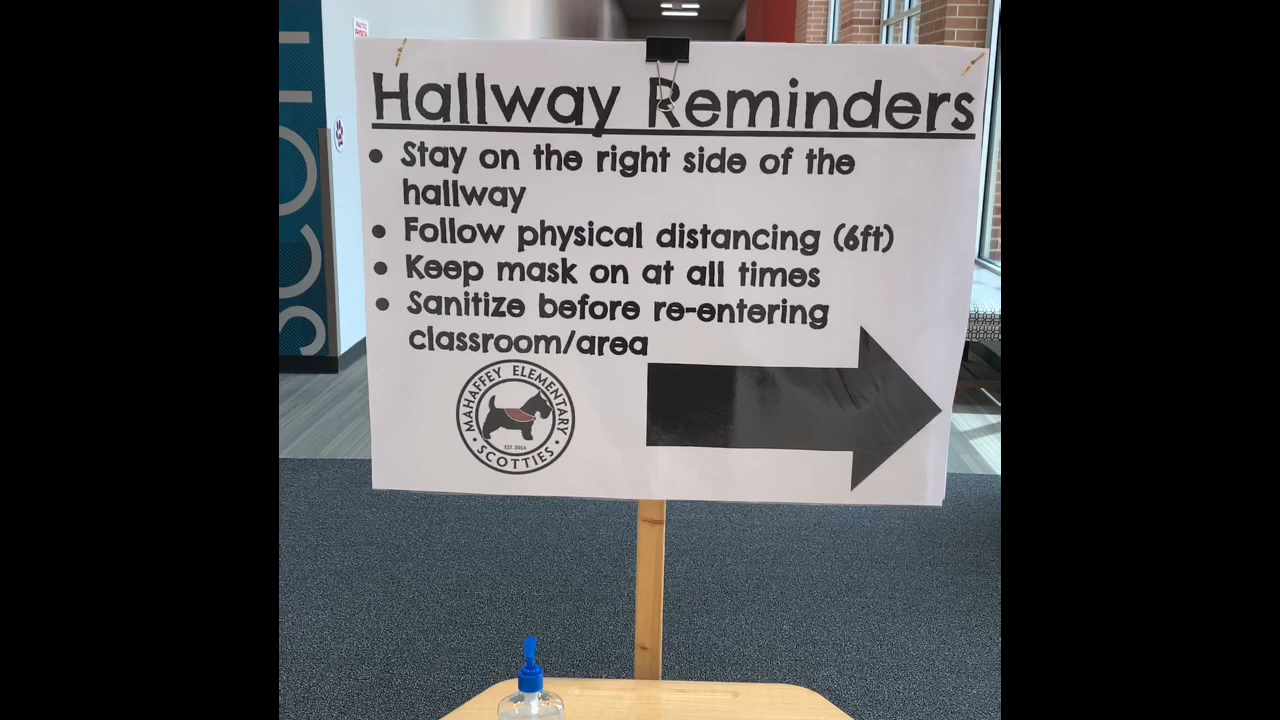 SCOTT
Hallway Reminders
• Stay on the right side of the
hallway
• Follow physical distancing (6ft)
• Keep mask on at all times
• Sanitize before re-entering
classroom/area
MAHAFFEY ELEMENTARY
EST. 2016
• SCOTTIES •